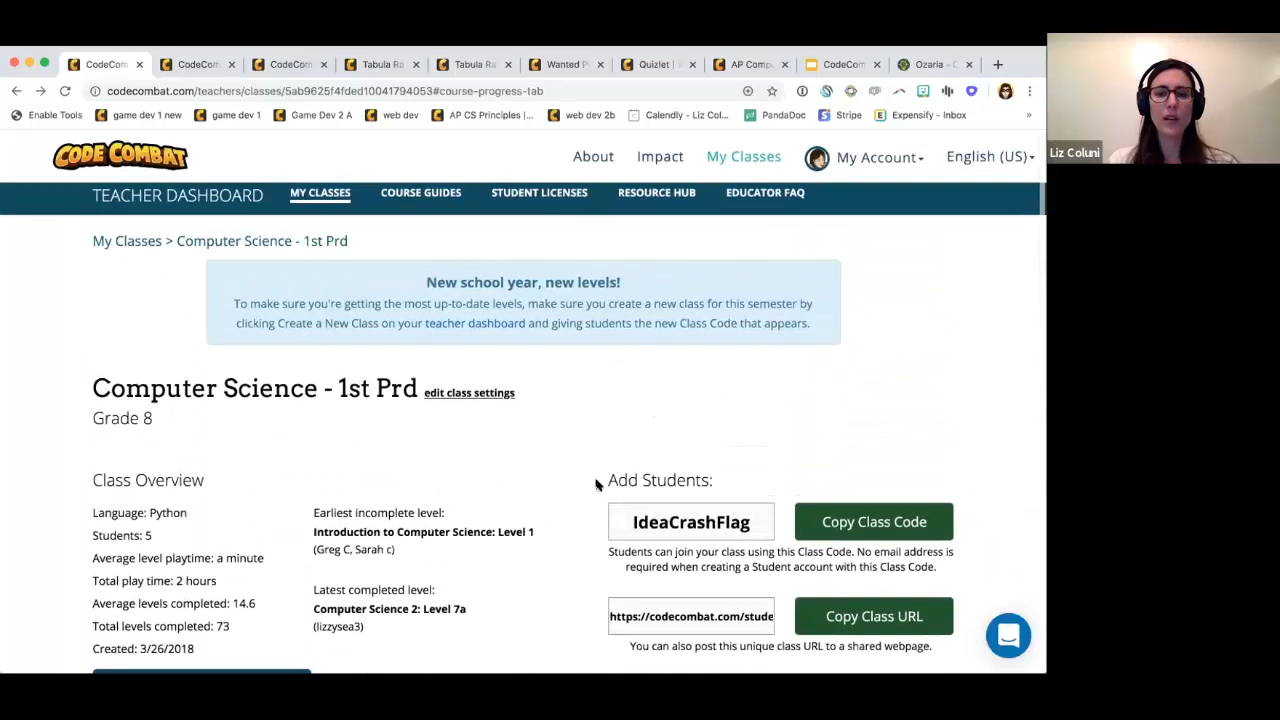 CodeCom
CodeCom
CodeCom
Tabula Ra
Tabula Ra
Wanted P
Quizlet |
AP Comp
CodeCom
Ozaria -
codecombat.com/teachers/classes/5ab9625f4fded10041794053#course-progress-tab
Enable Tools
game dev 1 new
game dev 1
Game Dev 2 A
web dev
AP CS Principles |...
web dev 2b
Calendly - Liz Col...
PandaDoc
Stripe
Expensify - Inbox
»
CODE COMBAT
About
Impact
My Classes
My Account
English (US)
Liz Coluni
TEACHER DASHBOARD
MY CLASSES
COURSE GUIDES
STUDENT LICENSES
RESOURCE HUB
EDUCATOR FAQ
My Classes > Computer Science - 1st Prd
New school year, new levels!
To make sure you're getting the most up-to-date levels, make sure you create a new class for this semester by
clicking Create a New Class on your teacher dashboard and giving students the new Class Code that appears.
Computer Science - 1st Prd edit class settings
Grade 8
Class Overview
Language: Python
Students: 5
Average level playtime: a minute
Total play time: 2 hours
Average levels completed: 14.6
Total levels completed: 73
Created: 3/26/2018
Earliest incomplete level:
Introduction to Computer Science: Level 1
(Greg C, Sarah c)
Latest completed level:
Computer Science 2: Level 7a
(lizzysea3)
Add Students:
IdeaCrashFlag
Copy Class Code
Students can join your class using this Class Code. No email address is
required when creating a Student account with this Class Code.
https://codecombat.com/stude
Copy Class URL
You can also post this unique class URL to a shared webpage.